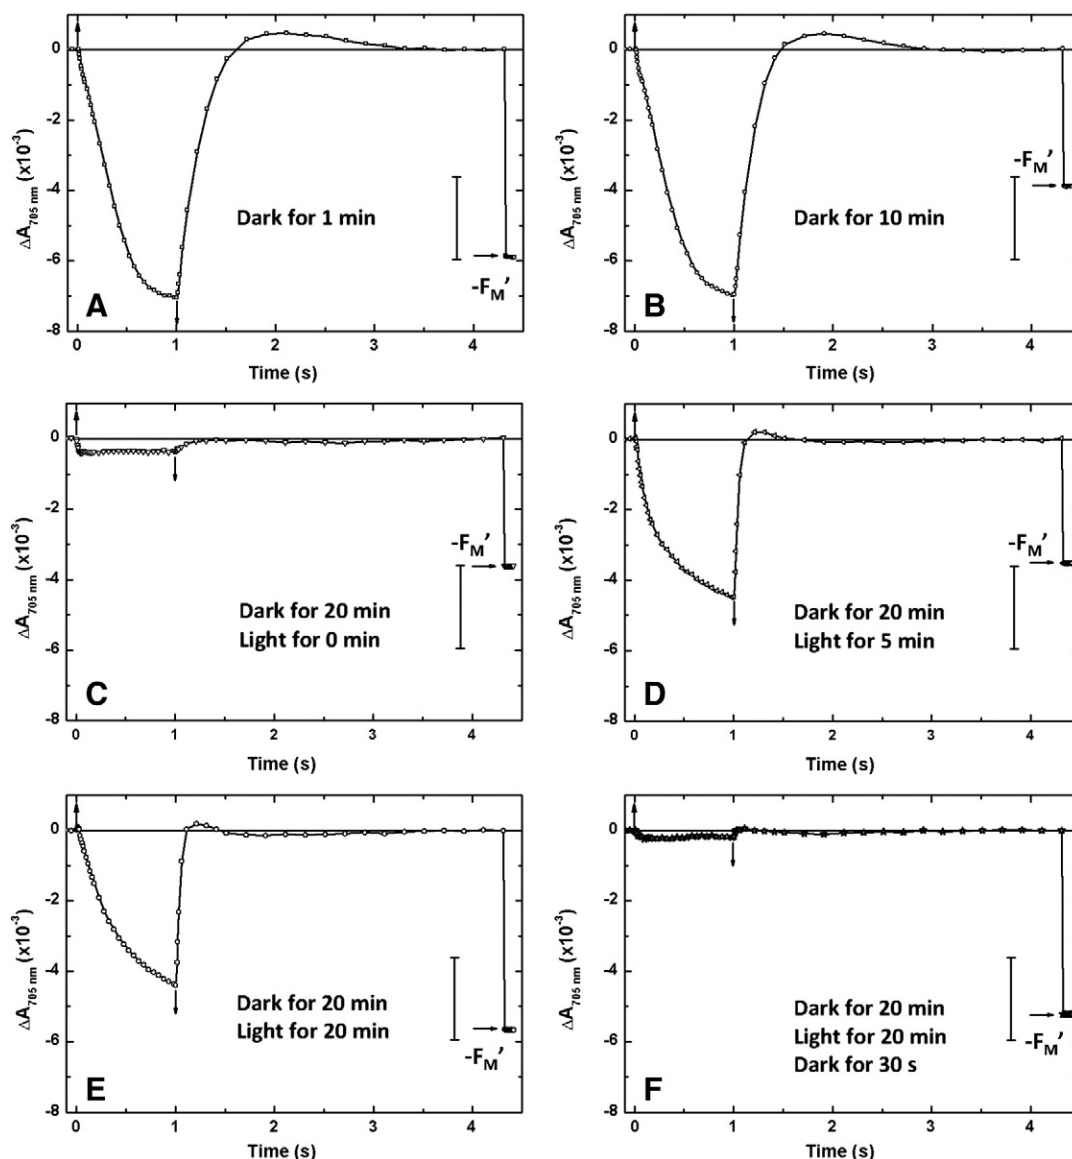 0
-2
-4
-6
-8
ΔA705 nm (x10-3)
Dark for 1 min
-FM'
A
0 1 2 3 4
Time (s)
0
-2
-4
-6
-8
ΔA705 nm (x10-3)
-FM'
Dark for 10 min
B
0 1 2 3 4
Time (s)
0
-2
-4
-6
-8
ΔA705 nm (x10-3)
-FM'
Dark for 20 min
Light for 0 min
C
0 1 2 3 4
Time (s)
0
-2
-4
-6
-8
ΔA705 nm (x10-3)
-FM'
Dark for 20 min
Light for 5 min
D
0 1 2 3 4
Time (s)
0
-2
-4
-6
-8
ΔA705 nm (x10-3)
Dark for 20 min
Light for 20 min
-FM'
E
0 1 2 3 4
Time (s)
0
-2
-4
-6
-8
ΔA705 nm (x10-3)
Dark for 20 min
Light for 20 min
-FM'
Dark for 30 s
F
0 1 2 3 4
Time (s)